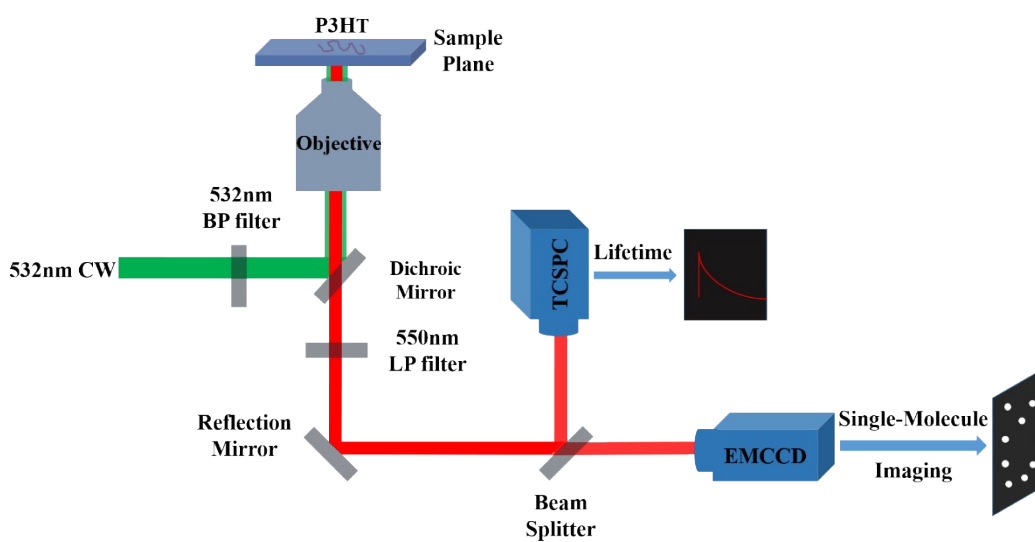 P3HT
Sample
Plane
Objective
532nm
BP filter
532nm CW
Dichroic
Mirror
TCSPC
Lifetime
550nm
LP filter
Reflection
Mirror
EMCCD
Single-Molecule
Imaging
Beam
Splitter